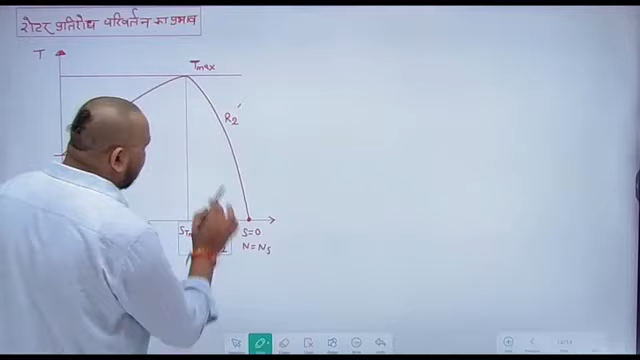 रोटर प्रतिरोध परिवर्तन का प्रभाव
T
Tmax
R₂'
S=0
N=Ns